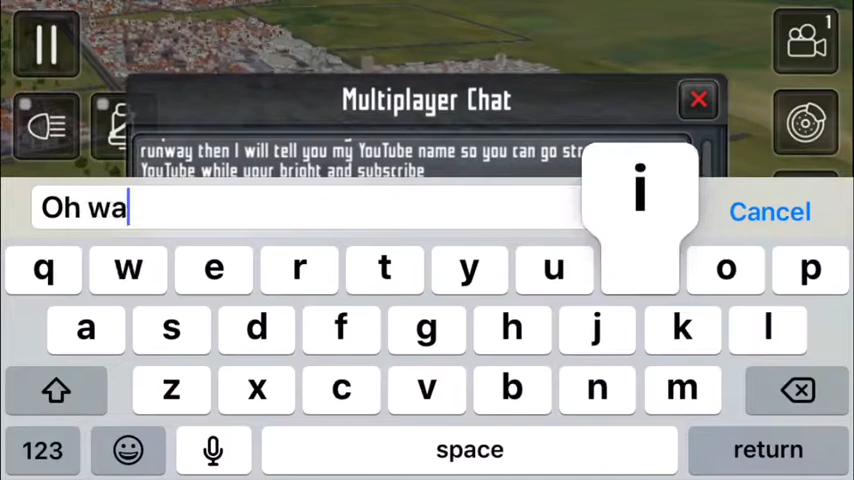 1
Multiplayer Chat
runway then I will tell you my YouTube name so you can go
YouTube while your bright and subscribe
Oh wa
i
Cancel
q w e r t y u o p
a s d f g h j k l
z x c v b n m
123 space return